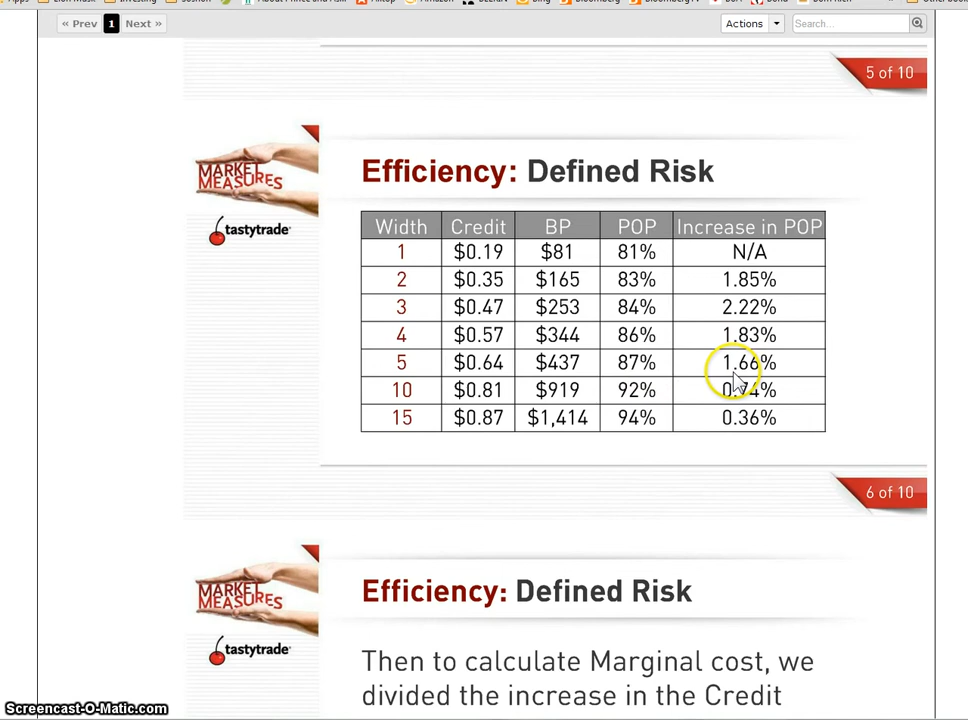 « Prev 1 Next » Actions Search...
5 of 10
MARKET
MEASURES
tastytrade
Efficiency: Defined Risk
Width Credit BP POP Increase in POP
1 $0.19 $81 81% N/A
2 $0.35 $165 83% 1.85%
3 $0.47 $253 84% 2.22%
4 $0.57 $344 86% 1.83%
5 $0.64 $437 87% 1.66%
10 $0.81 $919 92% 0.74%
15 $0.87 $1,414 94% 0.36%
6 of 10
MARKET
MEASURES
tastytrade
Efficiency: Defined Risk
Then to calculate Marginal cost, we
divided the increase in the Credit
Screencast-O-Matic.com